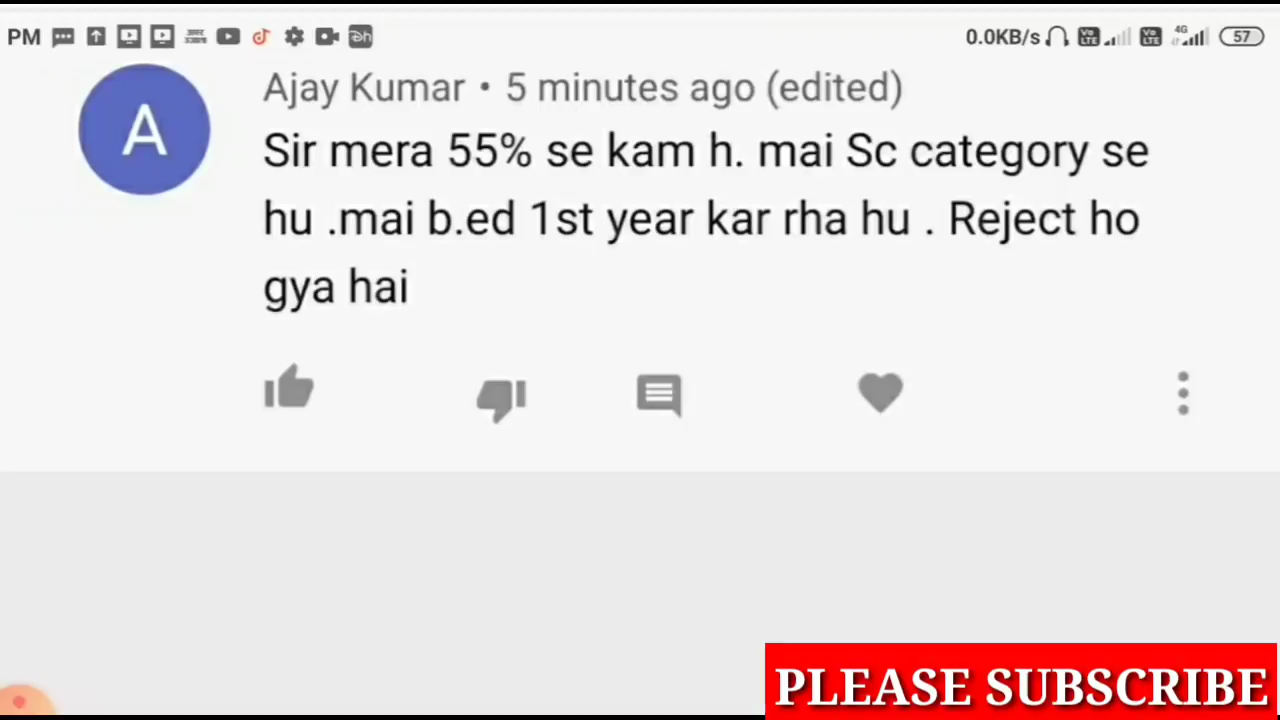 PM 0.0KB/s 4G 57
A
Ajay Kumar • 5 minutes ago (edited)
Sir mera 55% se kam h. mai Sc category se
hu .mai b.ed 1st year kar rha hu . Reject ho
gya hai
PLEASE SUBSCRIBE